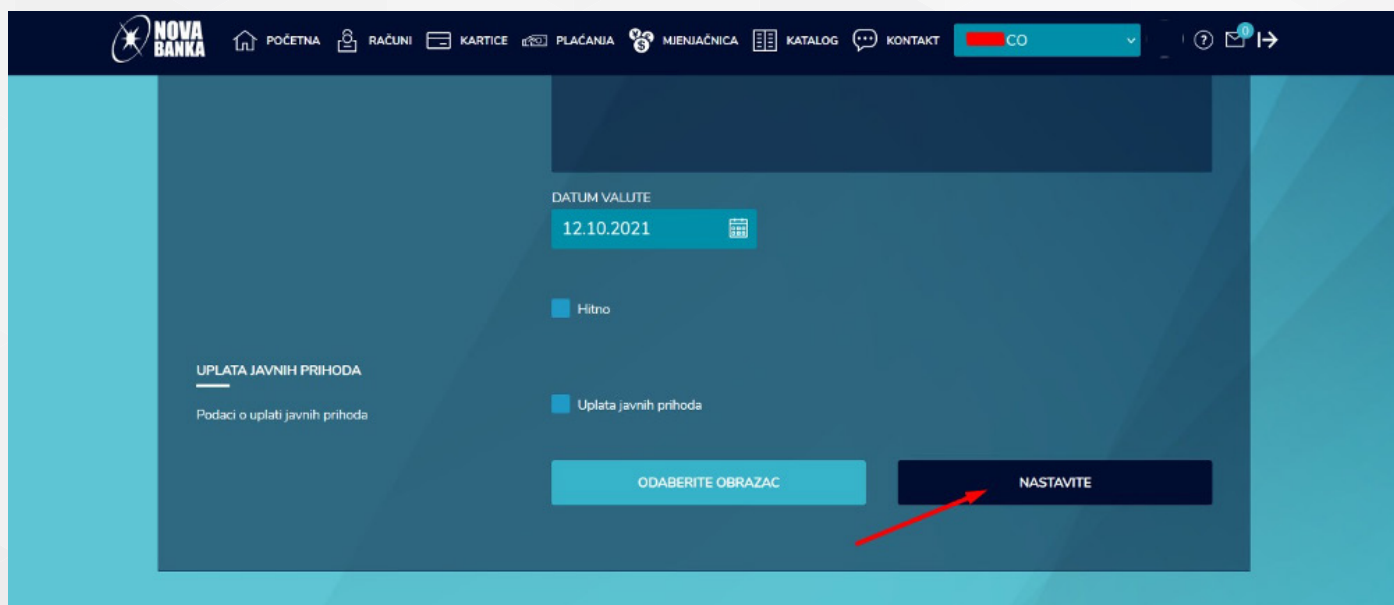 NOVA
BANKA
POČETNA RAČUNI KARTICE PLAĆANJA MJENJAČNICA KATALOG KONTAKT CO 0
DATUM VALUTE
12.10.2021
Hitno
UPLATA JAVNIH PRIHODA
Podaci o uplati javnih prihoda
Uplata javnih prihoda
ODABERITE OBRAZAC NASTAVITE